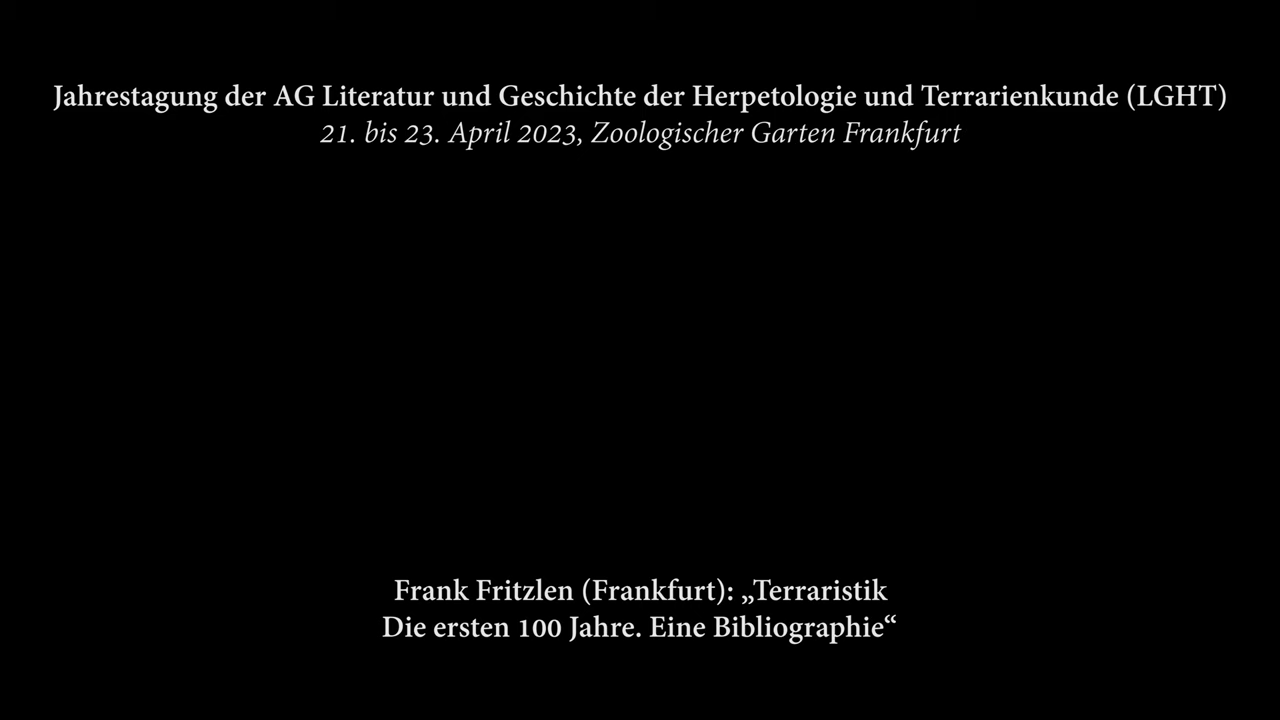 Jahrestagung der AG Literatur und Geschichte der Herpetologie und Terrarienkunde (LGHT)
21. bis 23. April 2023, Zoologischer Garten Frankfurt
Frank Fritzlen (Frankfurt): „Terraristik
Die ersten 100 Jahre. Eine Bibliographie“